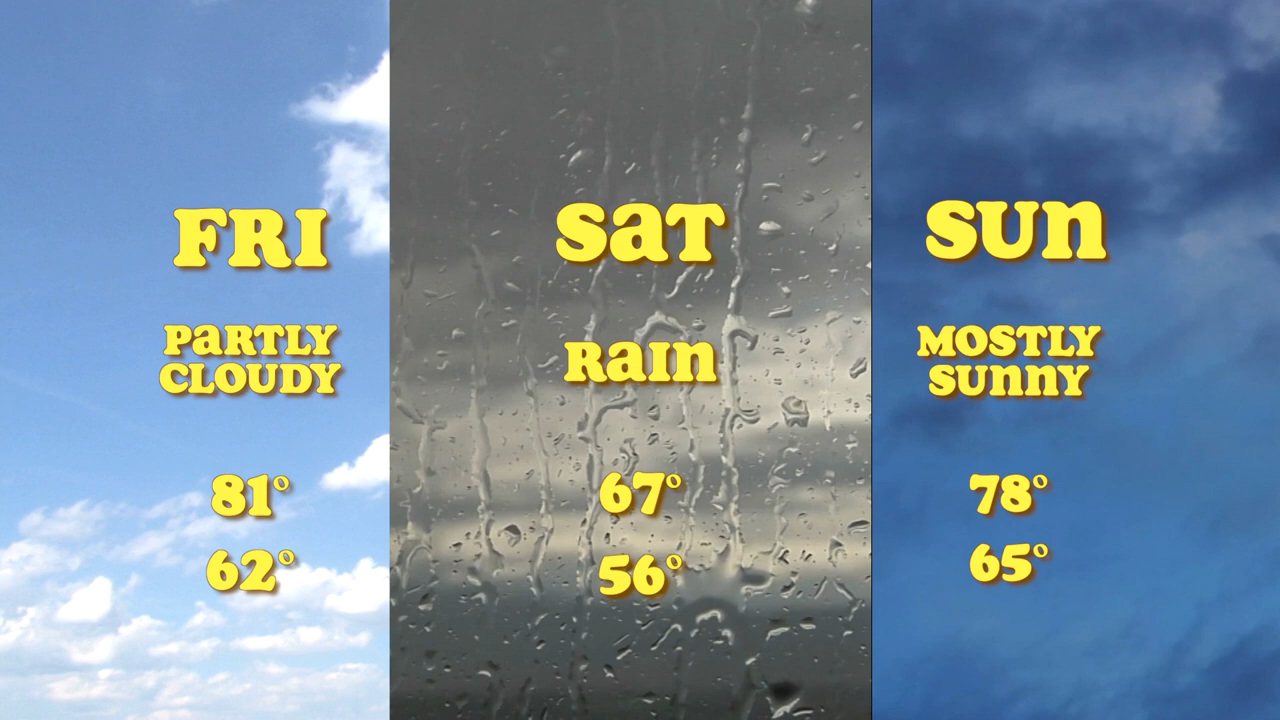 FRI
PARTLY
CLOUDY
81°
62°
SAT
RAIN
67°
56°
SUN
MOSTLY
SUNNY
78°
65°